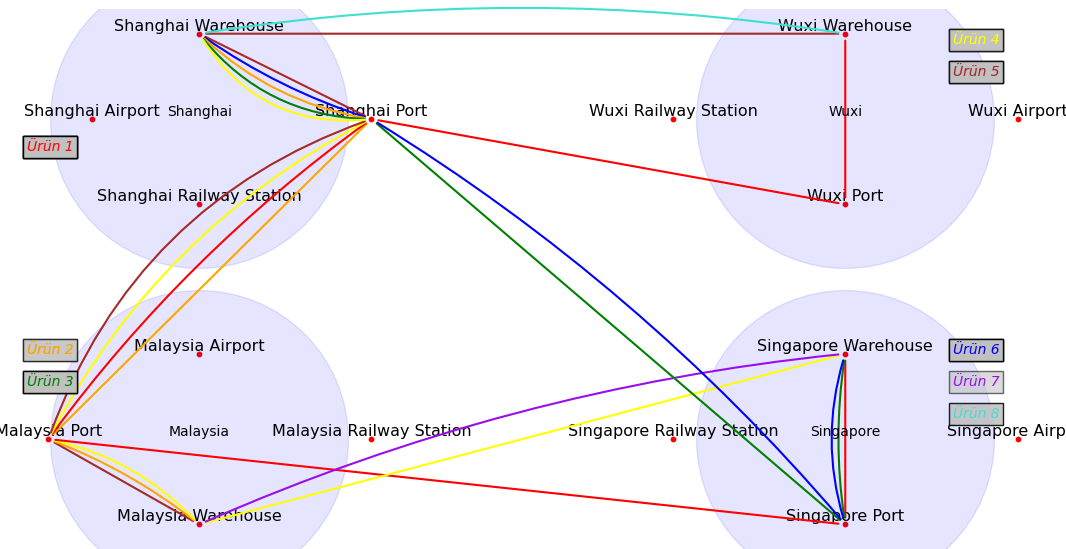 Shanghai Warehouse
Wuxi Warehouse
Ürün 4
Ürün 5
Shanghai Airport
Shanghai
Shanghai Port
Wuxi Railway Station
Wuxi
Wuxi Airport
Ürün 1
Shanghai Railway Station
Wuxi Port
Ürün 2
Malaysia Airport
Singapore Warehouse
Ürün 6
Ürün 3
Ürün 7
Ürün 8
Malaysia Port
Malaysia
Malaysia Railway Station
Singapore Railway Station
Singapore
Singapore Airp
Malaysia Warehouse
Singapore Port